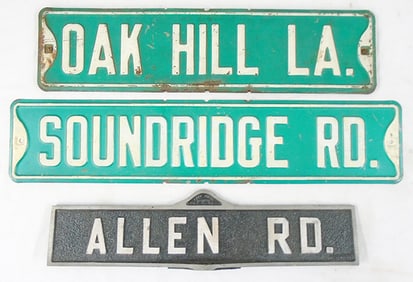 OAK HILL LA.
SOUNDRIDGE RD.
ALLEN RD.